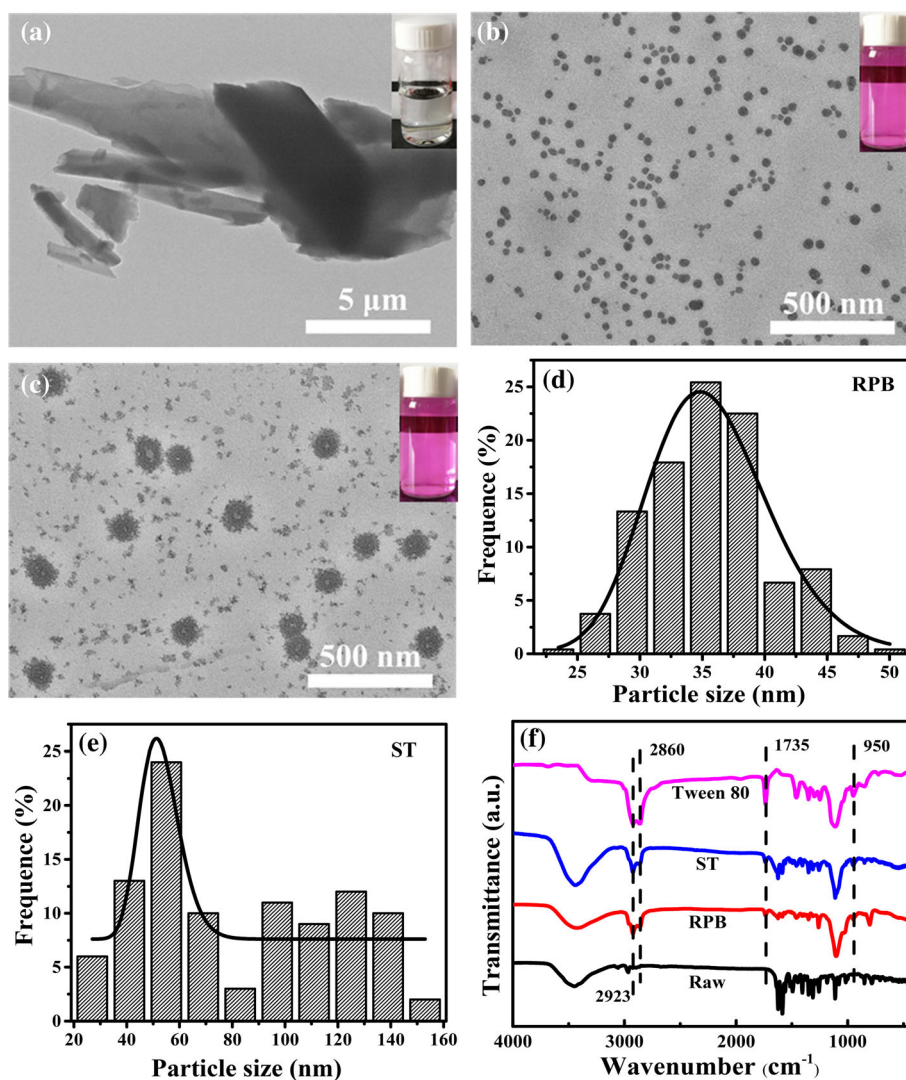 (a)
5 μm
(b)
500 nm
(c)
500 nm
(d)
RPB
Frequence (%)
25
20
15
10
5
0
25 30 35 40 45 50
Particle size (nm)
(e)
ST
Frequence (%)
25
20
15
10
5
0
20 40 60 80 100 120 140 160
Particle size (nm)
(f)
2860 1735 950
Tween 80
ST
RPB
Raw
2923
Transmittance (a.u.)
4000 3000 2000 1000
Wavenumber (cm⁻¹)